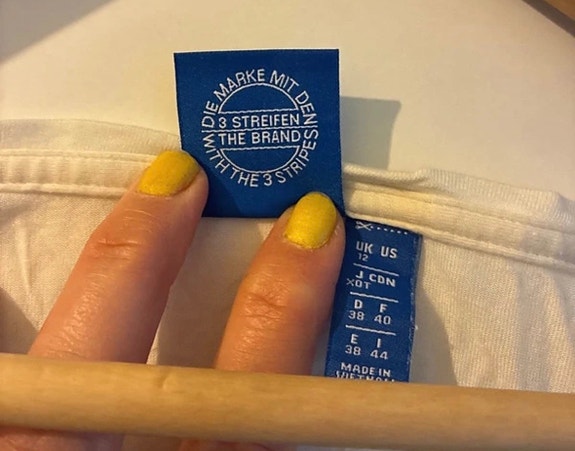 DIE MARKE MIT DEN
3 STREIFEN
THE BRAND
WITH THE 3 STRIPES
UK US
12
J CDN
XOT
D F
38 40
E I
38 44
MADE IN
VIETNAM